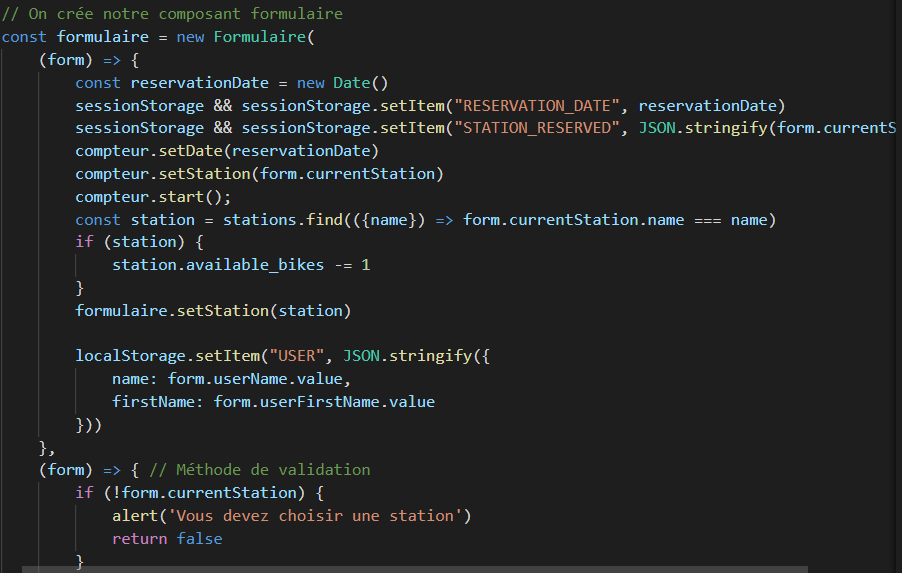 // On crée notre composant formulaire
const formulaire = new Formulaire(
    (form) => {
        const reservationDate = new Date()
        sessionStorage && sessionStorage.setItem("RESERVATION_DATE", reservationDate)
        sessionStorage && sessionStorage.setItem("STATION_RESERVED", JSON.stringify(form.currentS
        compteur.setDate(reservationDate)
        compteur.setStation(form.currentStation)
        compteur.start();
        const station = stations.find(({name}) => form.currentStation.name === name)
        if (station) {
            station.available_bikes -= 1
        }
        formulaire.setStation(station)

        localStorage.setItem("USER", JSON.stringify({
            name: form.userName.value,
            firstName: form.userFirstName.value
        }))
    },
    (form) => { // Méthode de validation
        if (!form.currentStation) {
            alert('Vous devez choisir une station')
            return false
        }